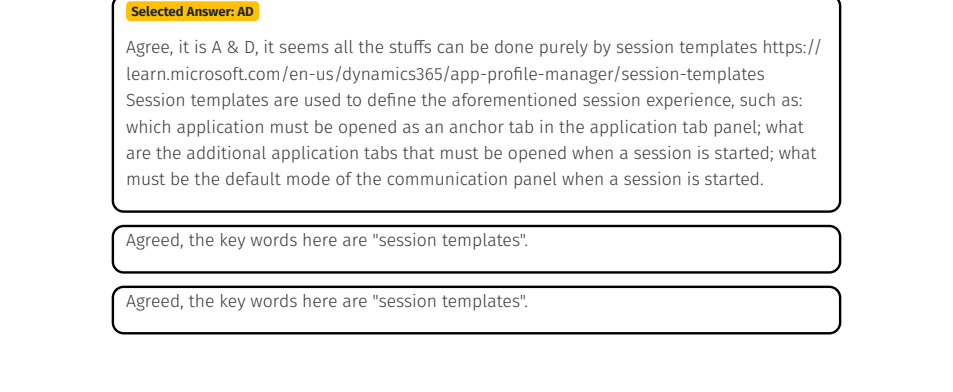 Selected Answer: AD
Agree, it is A & D, it seems all the stuffs can be done purely by session templates https://
learn.microsoft.com/en-us/dynamics365/app-profile-manager/session-templates
Session templates are used to define the aforementioned session experience, such as:
which application must be opened as an anchor tab in the application tab panel; what
are the additional application tabs that must be opened when a session is started; what
must be the default mode of the communication panel when a session is started.
Agreed, the key words here are "session templates".
Agreed, the key words here are "session templates".